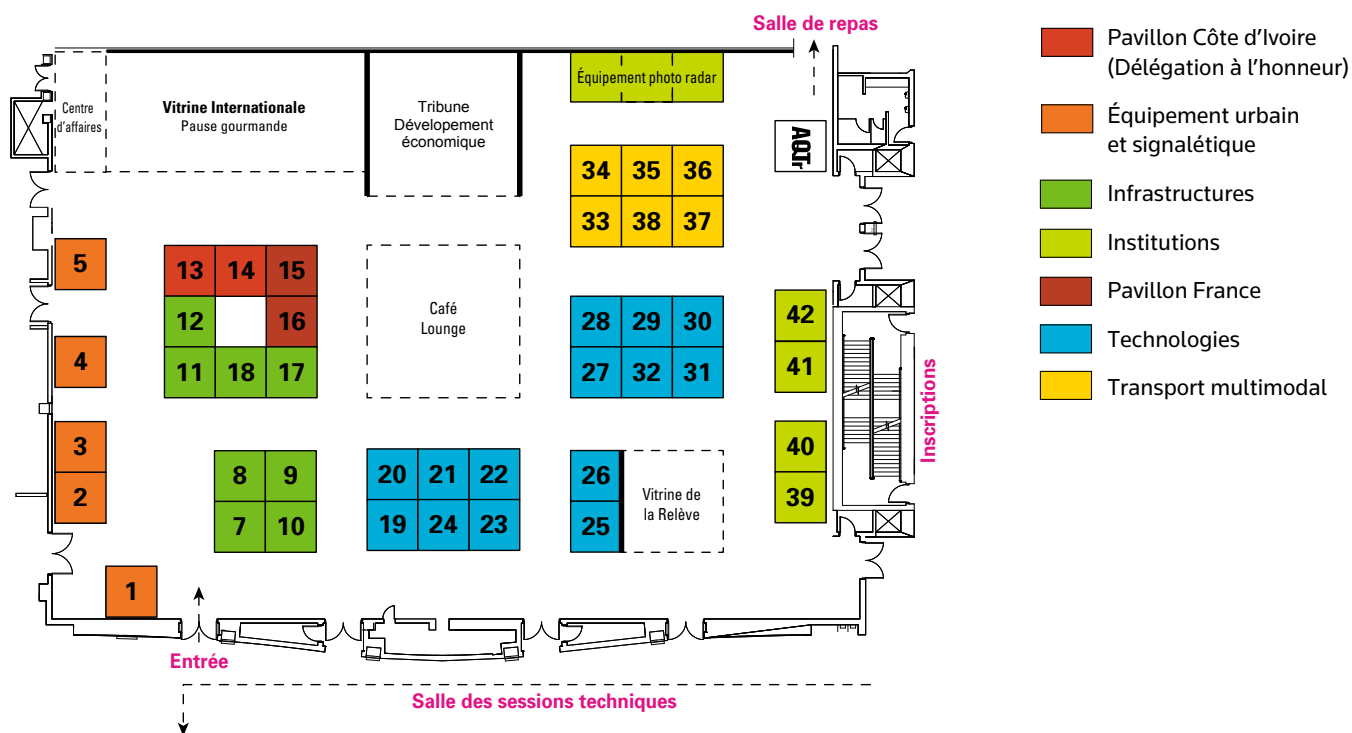 Salle de repas
Centre
d'affaires
Vitrine Internationale
Pause gourmande
Tribune
Dévelopement
économique
Équipement photo radar
AQTr
34 35 36
33 38 37
5
13 14 15
12 16
11 18 17
Café
Lounge
28 29 30
27 32 31
42
41
4
3
2
8 9
7 10
20 21 22
19 24 23
26
25
Vitrine de
la Relève
40
39
Inscriptions
1
Entrée
Salle des sessions techniques
Pavillon Côte d'Ivoire
(Délégation à l'honneur)
Équipement urbain
et signalétique
Infrastructures
Institutions
Pavillon France
Technologies
Transport multimodal